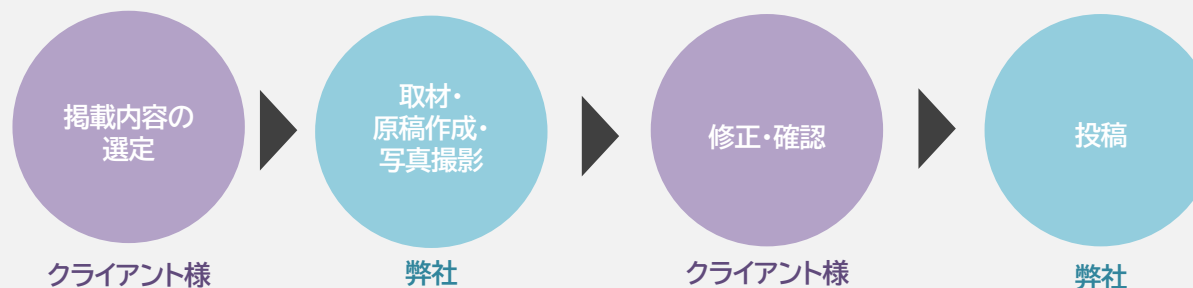 掲載内容の
選定
取材・
原稿作成・
写真撮影
修正・確認
投稿
クライアント様
弊社
クライアント様
弊社